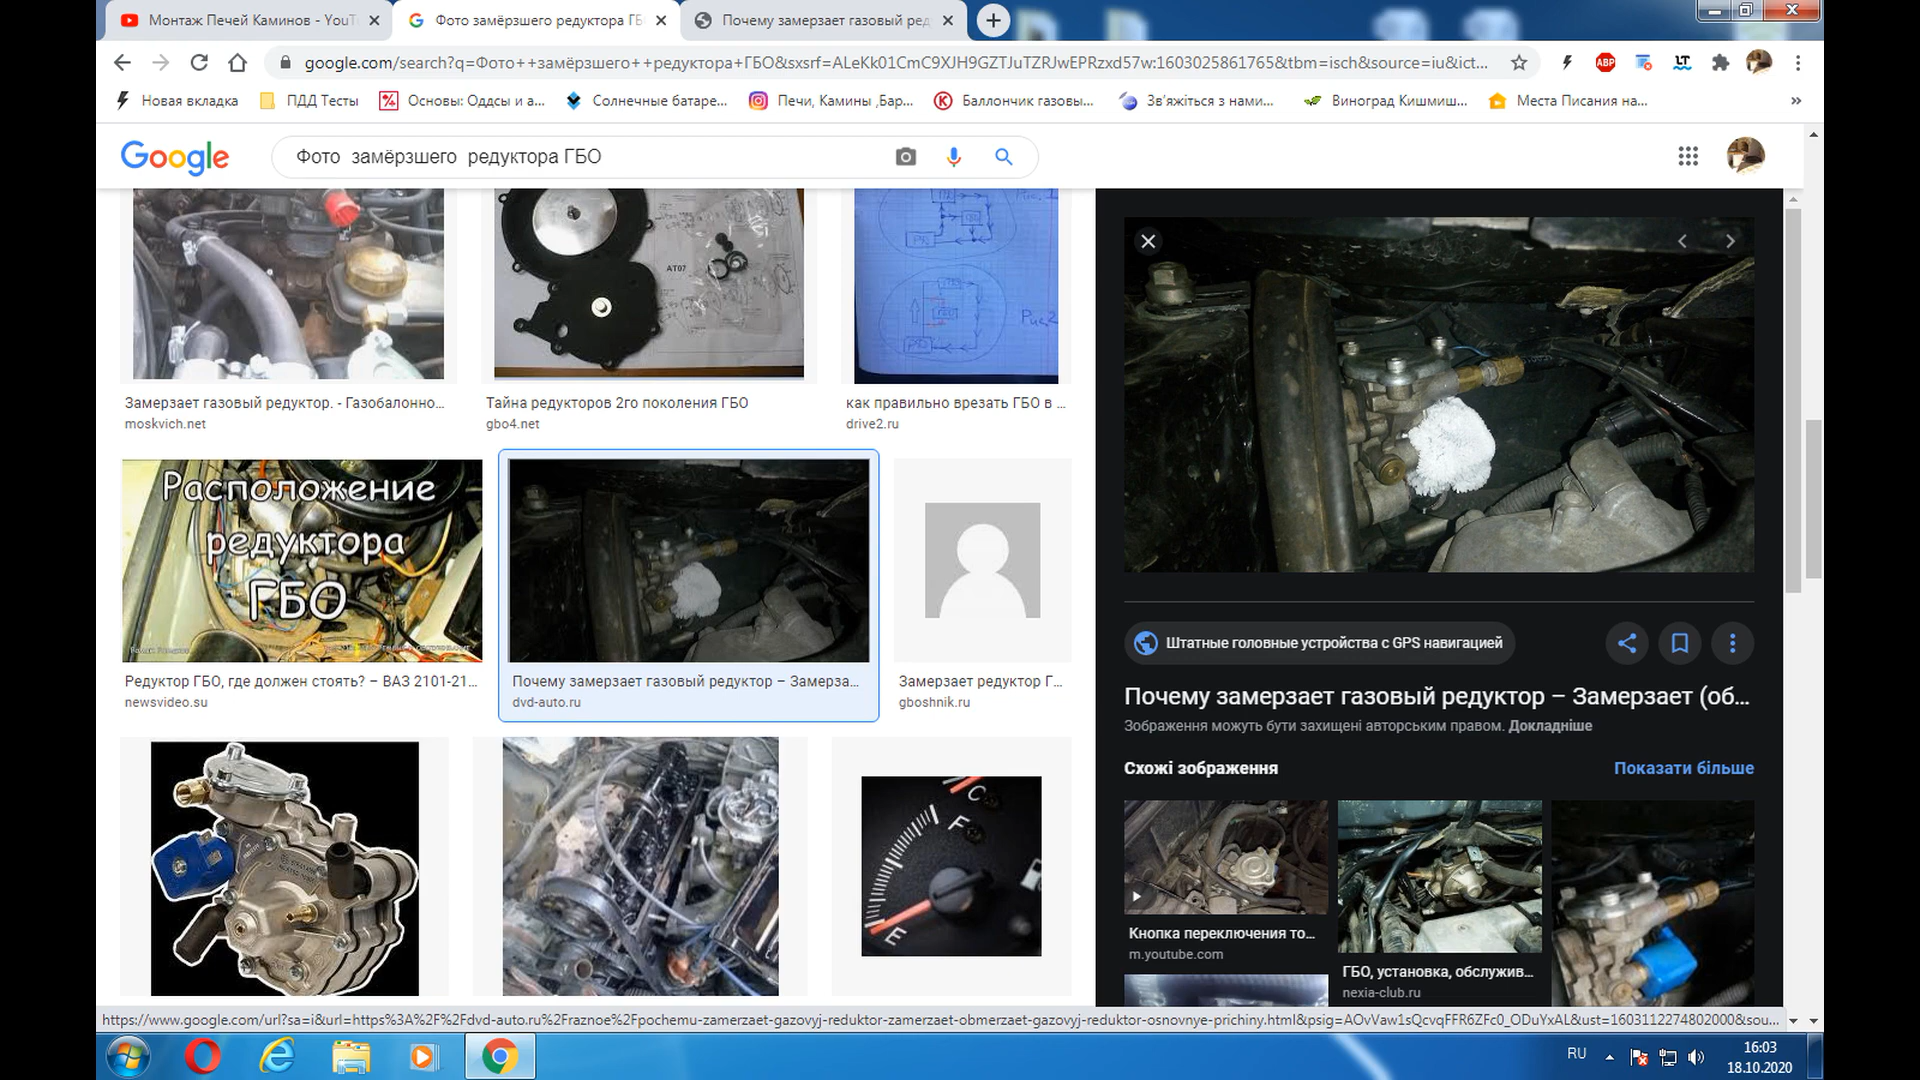 Монтаж Печей Каминов - YouT
Фото замёрзшего редуктора ГБ
Почему замерзает газовый ред
google.com/search?q=Фото++замёрзшего++редуктора+ГБО&sxsrf=ALeKk01CmC9XJH9GZTJuTZRJwEPRzxd57w:1603025861765&tbm=isch&source=iu&ict...
ABP
LT
Новая вкладка
ПДД Тесты
Основы: Оддсы и а...
Солнечные батаре...
Печи, Камины ,Бар...
Баллончик газовы...
Зв'яжіться з нами...
Виноград Кишмиш...
Места Писания на...
»
Google
Фото замёрзшего редуктора ГБО
AT07
Рис2
Замерзает газовый редуктор. - Газобалонно...
moskvich.net
Тайна редукторов 2го поколения ГБО
gbo4.net
как правильно врезать ГБО в ...
drive2.ru
Расположение
редуктора
ГБО
Редуктор ГБО, где должен стоять? – ВАЗ 2101-21...
newsvideo.su
Почему замерзает газовый редуктор – Замерза...
dvd-auto.ru
Замерзает редуктор Г...
gboshnik.ru
C
F
E
Штатные головные устройства с GPS навигацией
Почему замерзает газовый редуктор – Замерзает (об...
Зображення можуть бути захищені авторським правом. Докладніше
Схожі зображення
Показати більше
Кнопка переключения то...
m.youtube.com
ГБО, установка, обслужив...
nexia-club.ru
https://www.google.com/url?sa=i&url=https%3A%2F%2Fdvd-auto.ru%2Fraznoe%2Fpochemu-zamerzaet-gazovyj-reduktor-zamerzaet-obmerzaet-gazovyj-reduktor-osnovnye-prichiny.html&psig=AOvVaw1sQcvqFFR6ZFc0_ODuYxAL&ust=1603112274802000&sou...
RU
16:03
18.10.2020